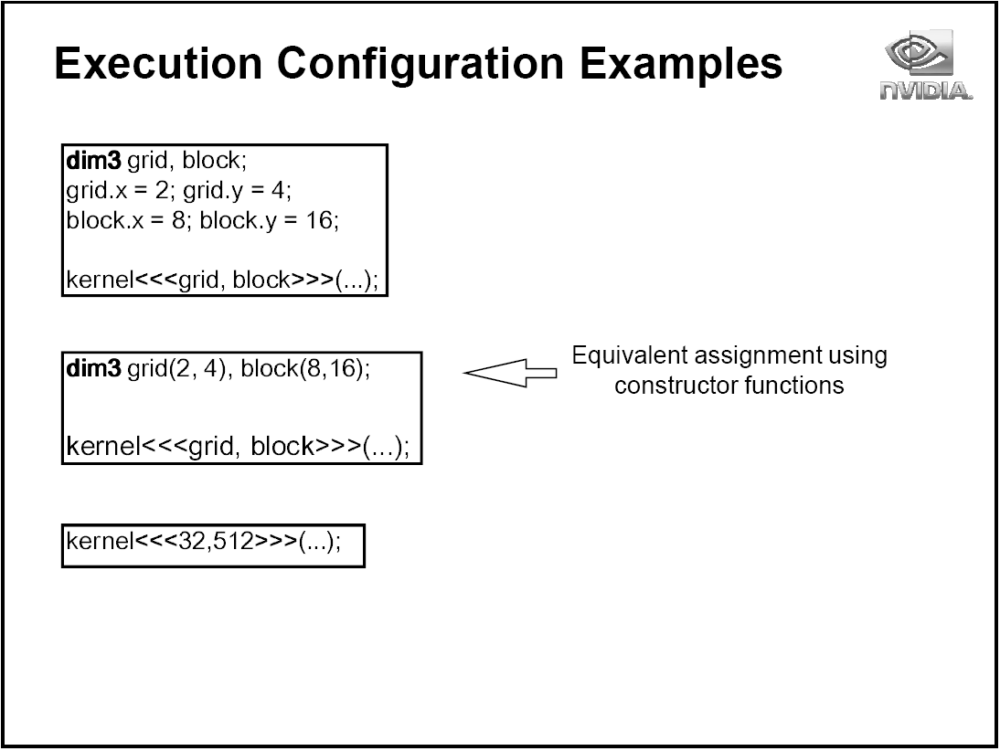 Execution Configuration Examples
nVIDIA.
dim3 grid, block;
grid.x = 2; grid.y = 4;
block.x = 8; block.y = 16;
kernel<<<grid, block>>>(...);
dim3 grid(2, 4), block(8,16);
kernel<<<grid, block>>>(...);
Equivalent assignment using
constructor functions
kernel<<<32,512>>>(...);